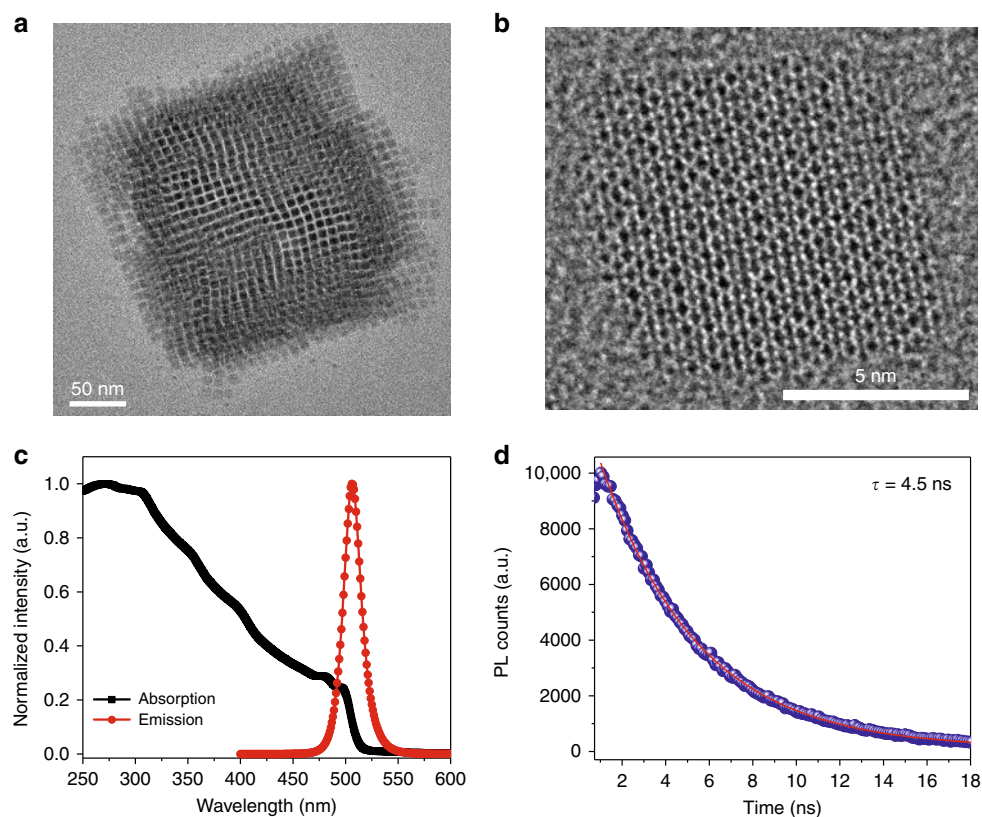 a
50 nm
b
5 nm
c
Normalized intensity (a.u.)
1.0
0.8
0.6
0.4
0.2
0.0
Absorption
Emission
250 300 350 400 450 500 550 600
Wavelength (nm)
d
PL counts (a.u.)
10,000
8000
6000
4000
2000
0
τ = 4.5 ns
2 4 6 8 10 12 14 16 18
Time (ns)